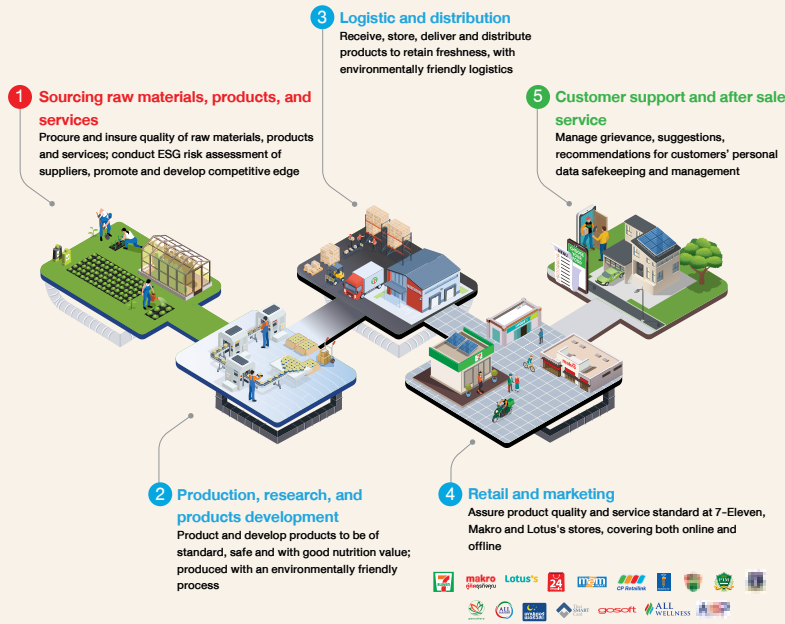 3 Logistic and distribution
Receive, store, deliver and distribute
products to retain freshness, with
environmentally friendly logistics
1 Sourcing raw materials, products, and
services
Procure and insure quality of raw materials, products
and services; conduct ESG risk assessment of
suppliers, promote and develop competitive edge
5 Customer support and after sale
service
Manage grievance, suggestions,
recommendations for customers' personal
data safekeeping and management
2 Production, research, and
products development
Product and develop products to be of
standard, safe and with good nutrition value;
produced with an environmentally friendly
process
4 Retail and marketing
Assure product quality and service standard at 7-Eleven,
Makro and Lotus's stores, covering both online and
offline
7 ELEVEN makro Lotus's 24 CP Retailink
ALL SMART gosoft ALL
WELLNESS